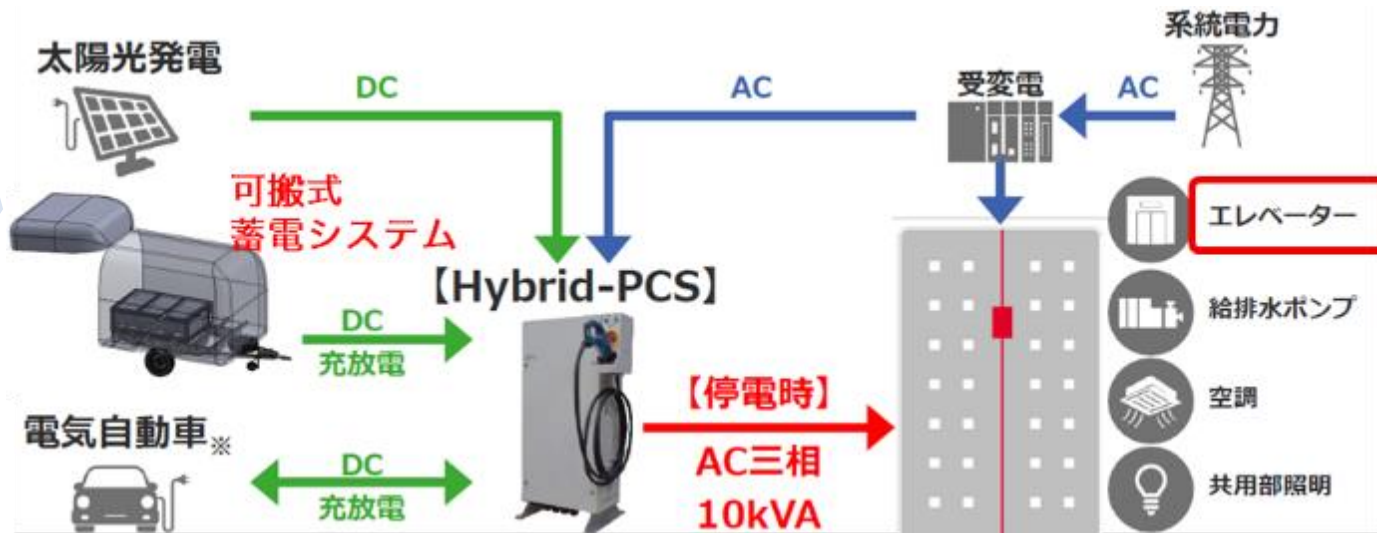 系統電力
太陽光発電
DC
AC
受変電
AC
可搬式
蓄電システム
エレベーター
【Hybrid-PCS】
給排水ポンプ
DC
充放電
【停電時】
空調
電気自動車※
DC
充放電
AC三相
10kVA
共用部照明